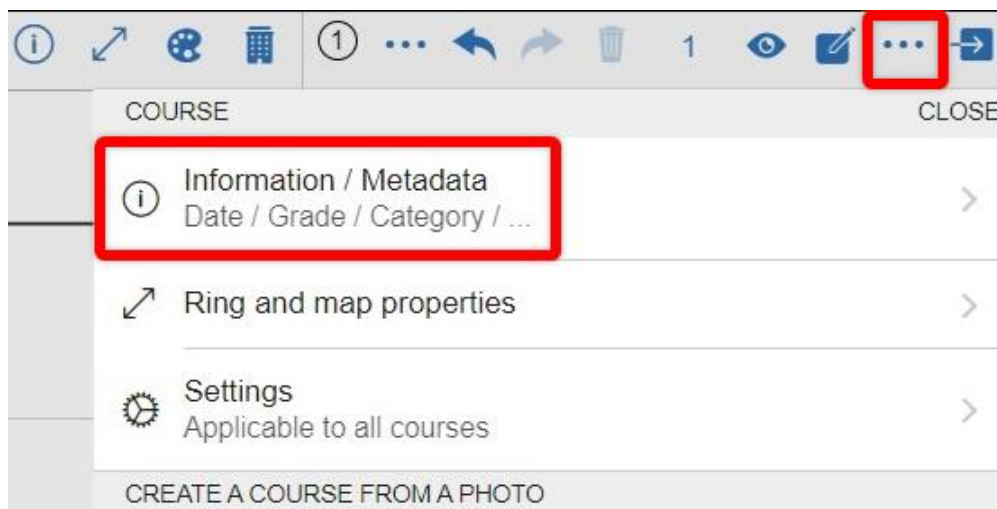 1 ... 1 ...
COURSE CLOSE
Information / Metadata
Date / Grade / Category / ...
Ring and map properties
Settings
Applicable to all courses
CREATE A COURSE FROM A PHOTO